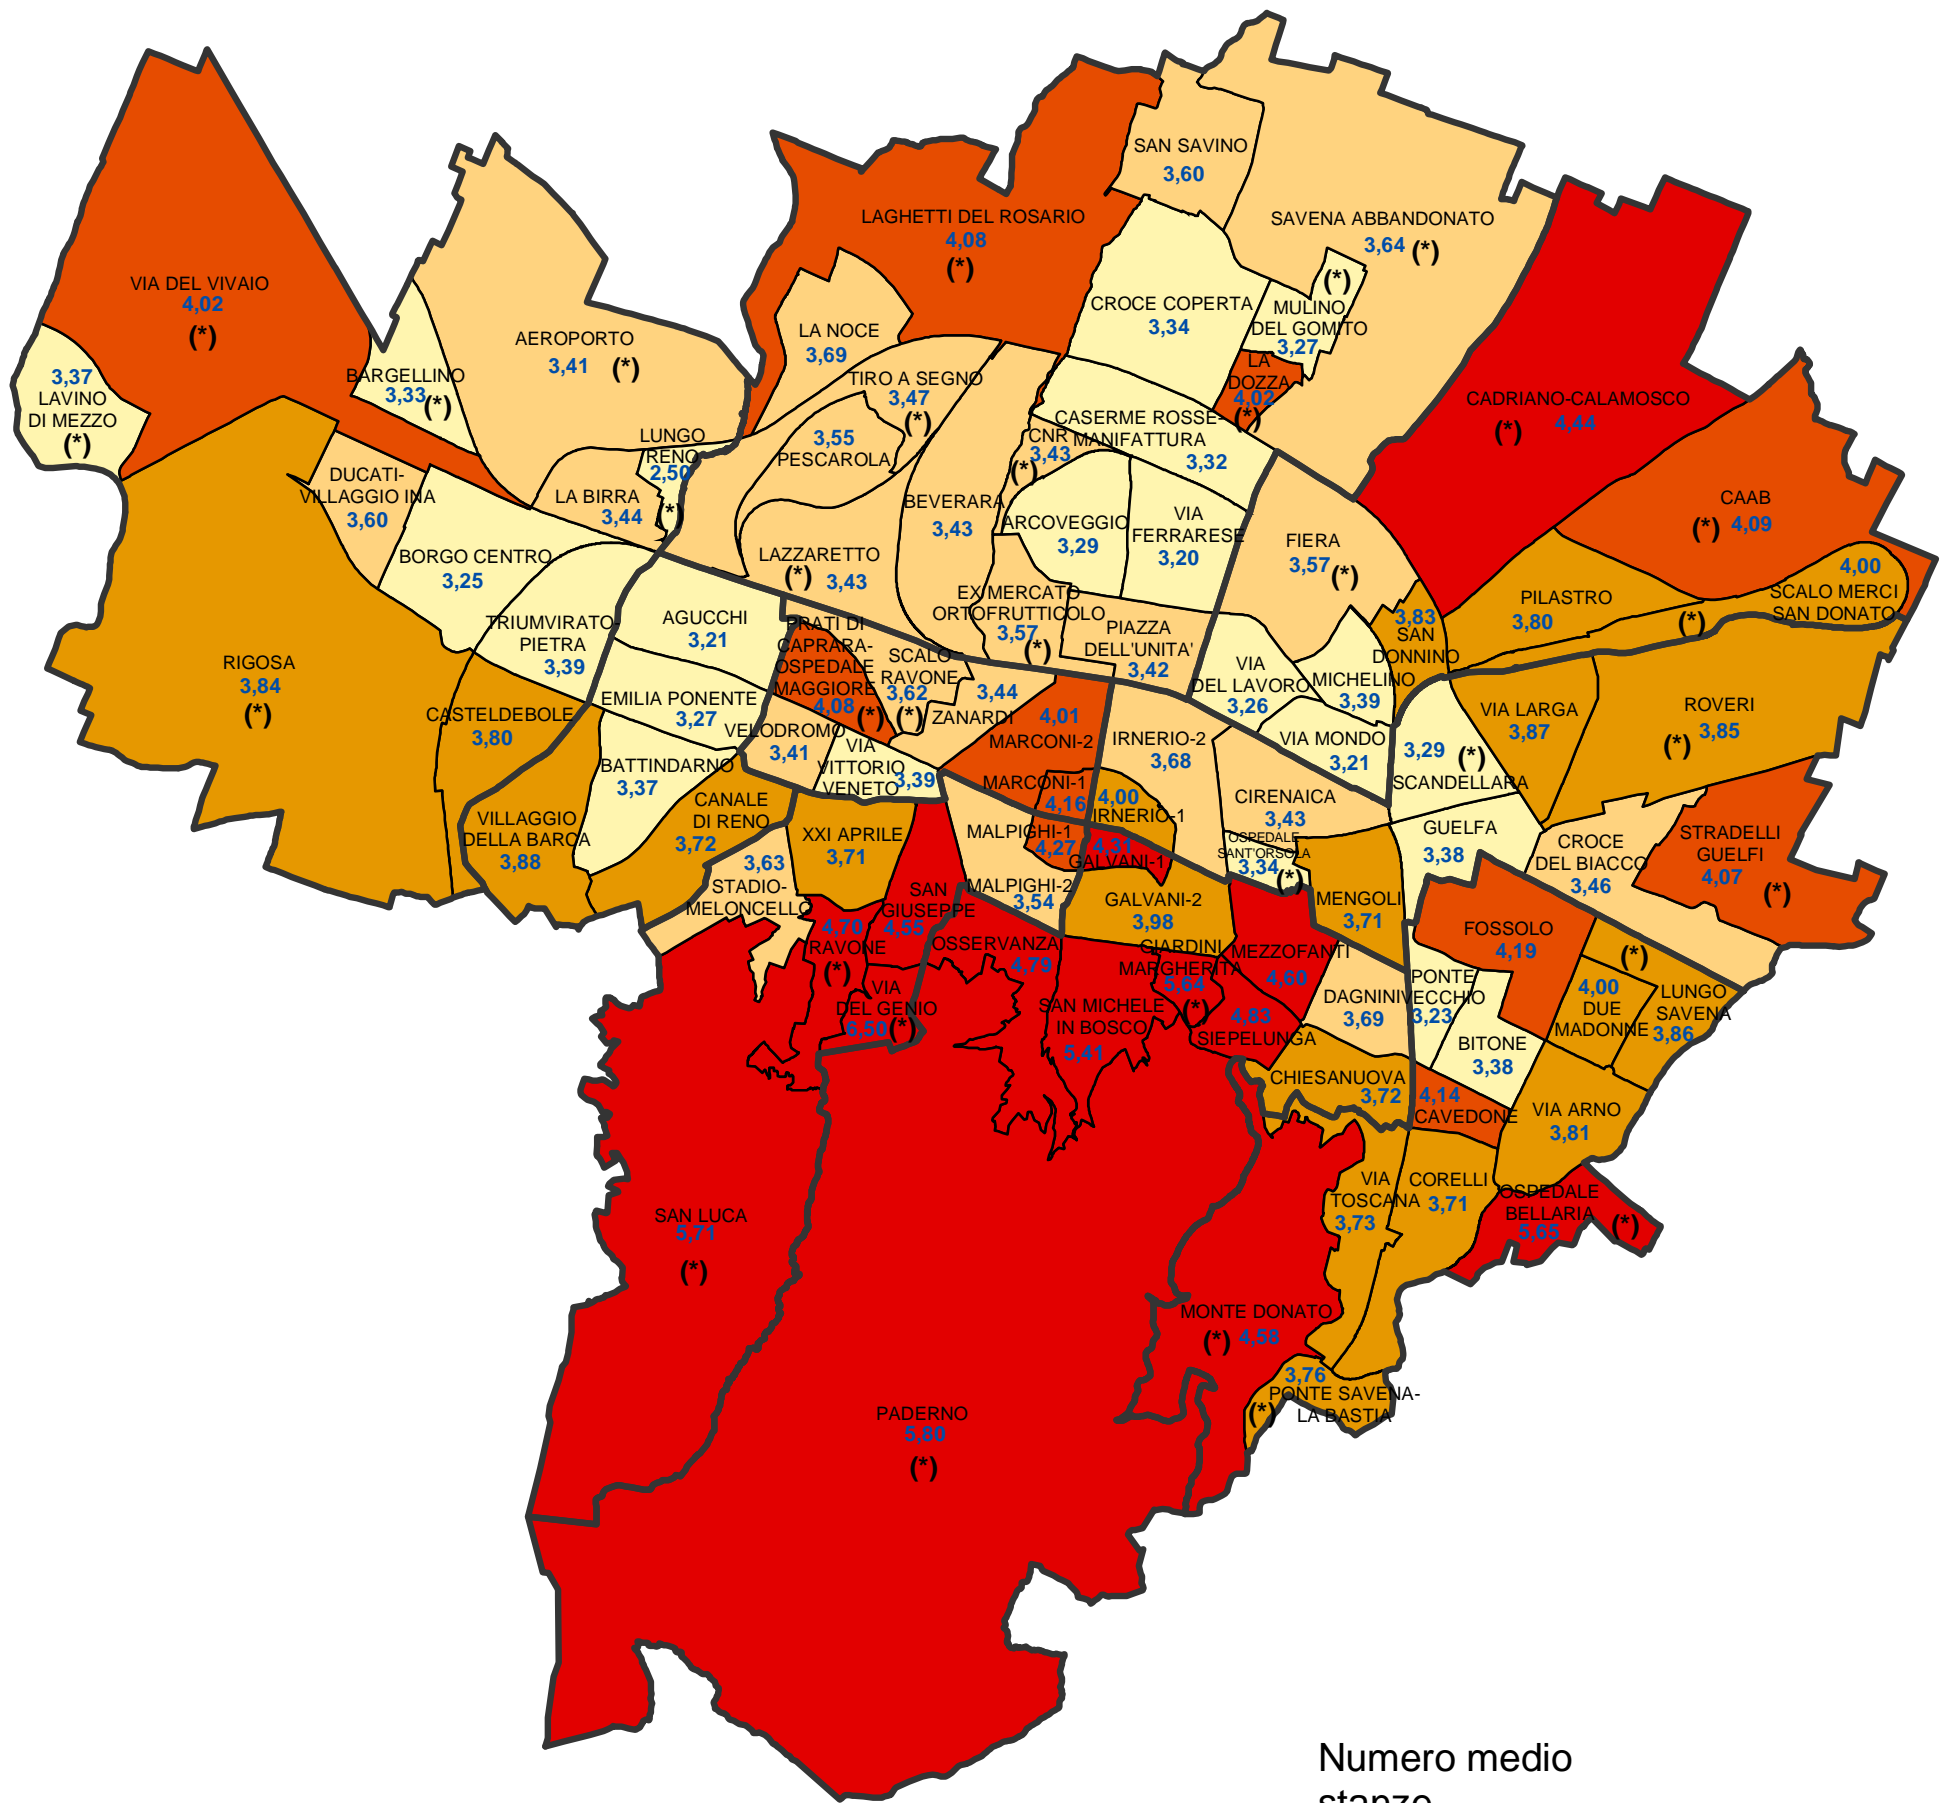 SAN SAVINO
3,60
LAGHETTI DEL ROSARIO
4,08
(*)
SAVENA ABBANDONATO
3,64 (*)
VIA DEL VIVAIO
4,02
(*)
AEROPORTO
3,41 (*)
LA NOCE
3,69
CROCE COPERTA
3,34
(*)
MULINO
DEL GOMITO
3,27
LA
DOZZA
4,02
(*)
3,37
LAVINO
DI MEZZO
(*)
BARGELLINO
3,33
(*)
TIRO A SEGNO
3,47
(*)
CADRIANO-CALAMOSCO
(*) 4,44
LUNGO
RENO
2,50
(*)
3,55
PESCAROLA
CNR
3,43
(*)
CASERME ROSSE-
MANIFATTURA
3,32
DUCATI-
VILLAGGIO INA
3,60
LA BIRRA
3,44
BEVERARA
3,43
ARCOVEGGIO
3,29
VIA
FERRARESE
3,20
FIERA
3,57
(*)
CAAB
(*) 4,09
BORGO CENTRO
3,25
LAZZARETTO
(*) 3,43
4,00
SCALO MERCI
SAN DONATO
(*)
PILASTRO
3,80
EX MERCATO
ORTOFRUTTICOLO
3,57
(*)
PIAZZA
DELL'UNITA'
3,42
3,83
SAN
DONNINO
TRIUMVIRATO-
PIETRA
3,39
AGUCCHI
3,21
PRATI DI
CAPRARA-
OSPEDALE
MAGGIORE
4,08
(*)
SCALO
RAVONE
3,62
(*)
3,44
ZANARDI
VIA
DEL LAVORO
3,26
MICHELINO
3,39
RIGOSA
3,84
(*)
EMILIA PONENTE
3,27
CASTELDEBOLE
3,80
VELODROMO
3,41
VIA
VITTORIO
VENETO
3,39
4,01
MARCONI-2
IRNERIO-2
3,68
VIA MONDO
3,21
3,29 (*)
SCANDELLARA
VIA LARGA
3,87
ROVERI
(*) 3,85
BATTINDARNO
3,37
MARCONI-1
4,16
4,00
IRNERIO-1
CIRENAICA
3,43
CANALE
DI RENO
3,72
VILLAGGIO
DELLA BARCA
3,88
XXI APRILE
3,71
MALPIGHI-1
4,27
4,31
GALVANI-1
OSPEDALE
SANT'ORSOLA
3,34
(*)
GUELFA
3,38
CROCE
DEL BIACCO
3,46
STRADELLI
GUELFI
4,07
(*)
3,63
STADIO-
MELONCELLO
SAN
GIUSEPPE
4,55
MALPIGHI-2
3,54
GALVANI-2
3,98
MENGOLI
3,71
4,70
RAVONE
(*)
OSSERVANZA
4,79
GIARDINI
MARGHERITA
5,64
(*)
MEZZOFANTI
4,60
FOSSOLO
4,19
(*)
VIA
DEL GENIO
6,50 (*)
SAN MICHELE
IN BOSCO
5,41
4,83
SIEPELUNGA
DAGNINI
3,69
PONTE
VECCHIO
3,23
4,00
DUE
MADONNE
LUNGO
SAVENA
3,86
BITONE
3,38
CHIESANUOVA
3,72
4,14
CAVEDONE
VIA ARNO
3,81
VIA
TOSCANA
3,73
CORELLI
3,71
OSPEDALE
BELLARIA
5,65
(*)
SAN LUCA
5,71
(*)
MONTE DONATO
(*) 4,58
3,76
PONTE SAVENA-
LA BASTIA
(*)
PADERNO
5,80
(*)
Numero medio
stanze